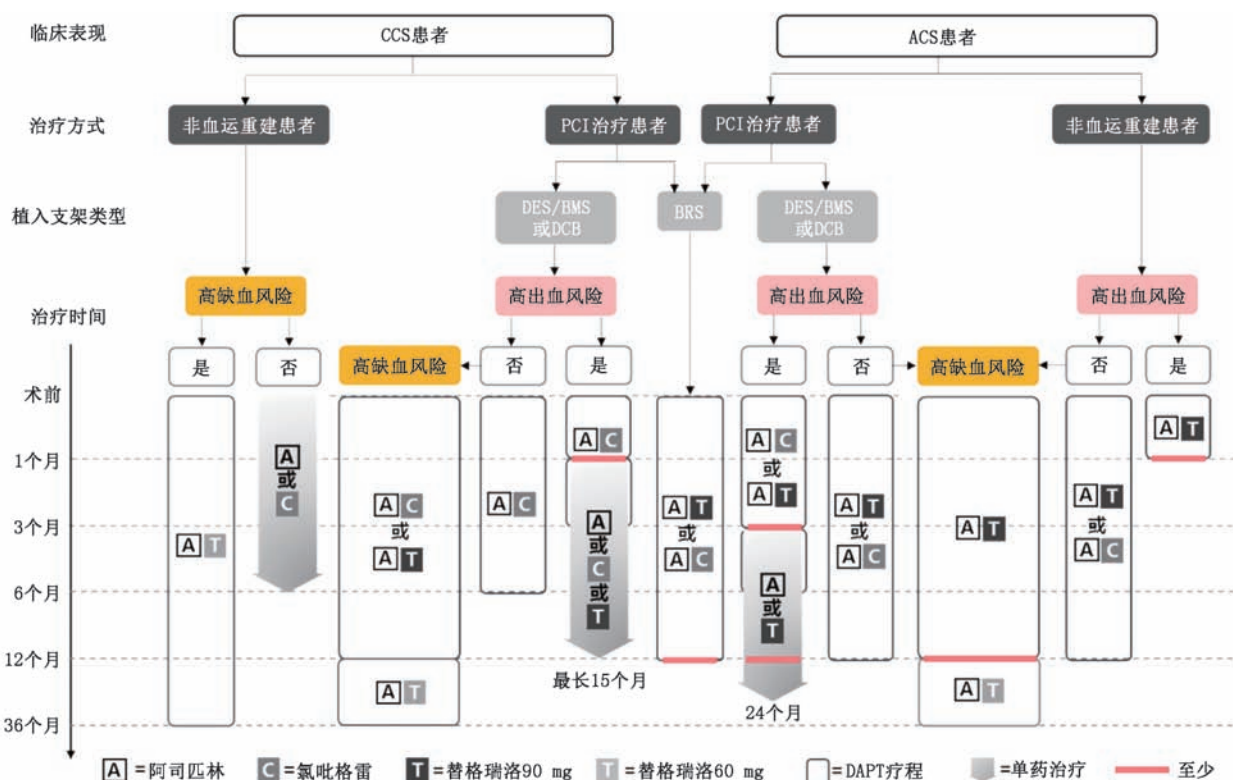 临床表现
CCS患者
ACS患者
治疗方式
非血运重建患者
PCI治疗患者
PCI治疗患者
非血运重建患者
植入支架类型
DES/BMS
或DCB
BRS
DES/BMS
或DCB
高缺血风险
高出血风险
高出血风险
高出血风险
治疗时间
是
否
高缺血风险
否
是
是
否
高缺血风险
否
是
术前
A C
A T
A
或
C
A C
或
A T
1个月
A C
A C
或
A T
A T
或
A C
A T
或
A C
A T
A T
或
A C
3个月
A T
A
或
C
或
T
A
或
T
6个月
12个月
最长15个月
A T
A T
24个月
36个月
A =阿司匹林
C =氯吡格雷
T =替格瑞洛90 mg
T =替格瑞洛60 mg
=DAPT疗程
=单药治疗
=至少